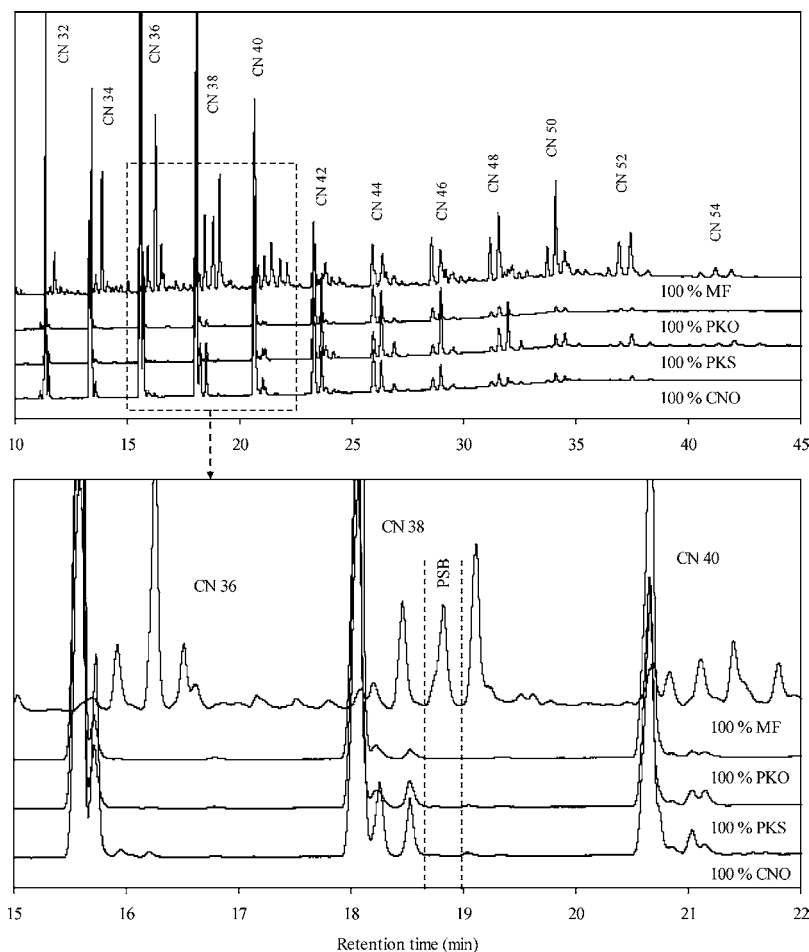 CN 32
CN 34
CN 36
CN 38
CN 40
CN 42
CN 44
CN 46
CN 48
CN 50
CN 52
CN 54
100 % MF
100 % PKO
100 % PKS
100 % CNO
10 15 20 25 30 35 40 45
CN 36
CN 38
PSB
CN 40
100 % MF
100 % PKO
100 % PKS
100 % CNO
15 16 17 18 19 20 21 22
Retention time (min)